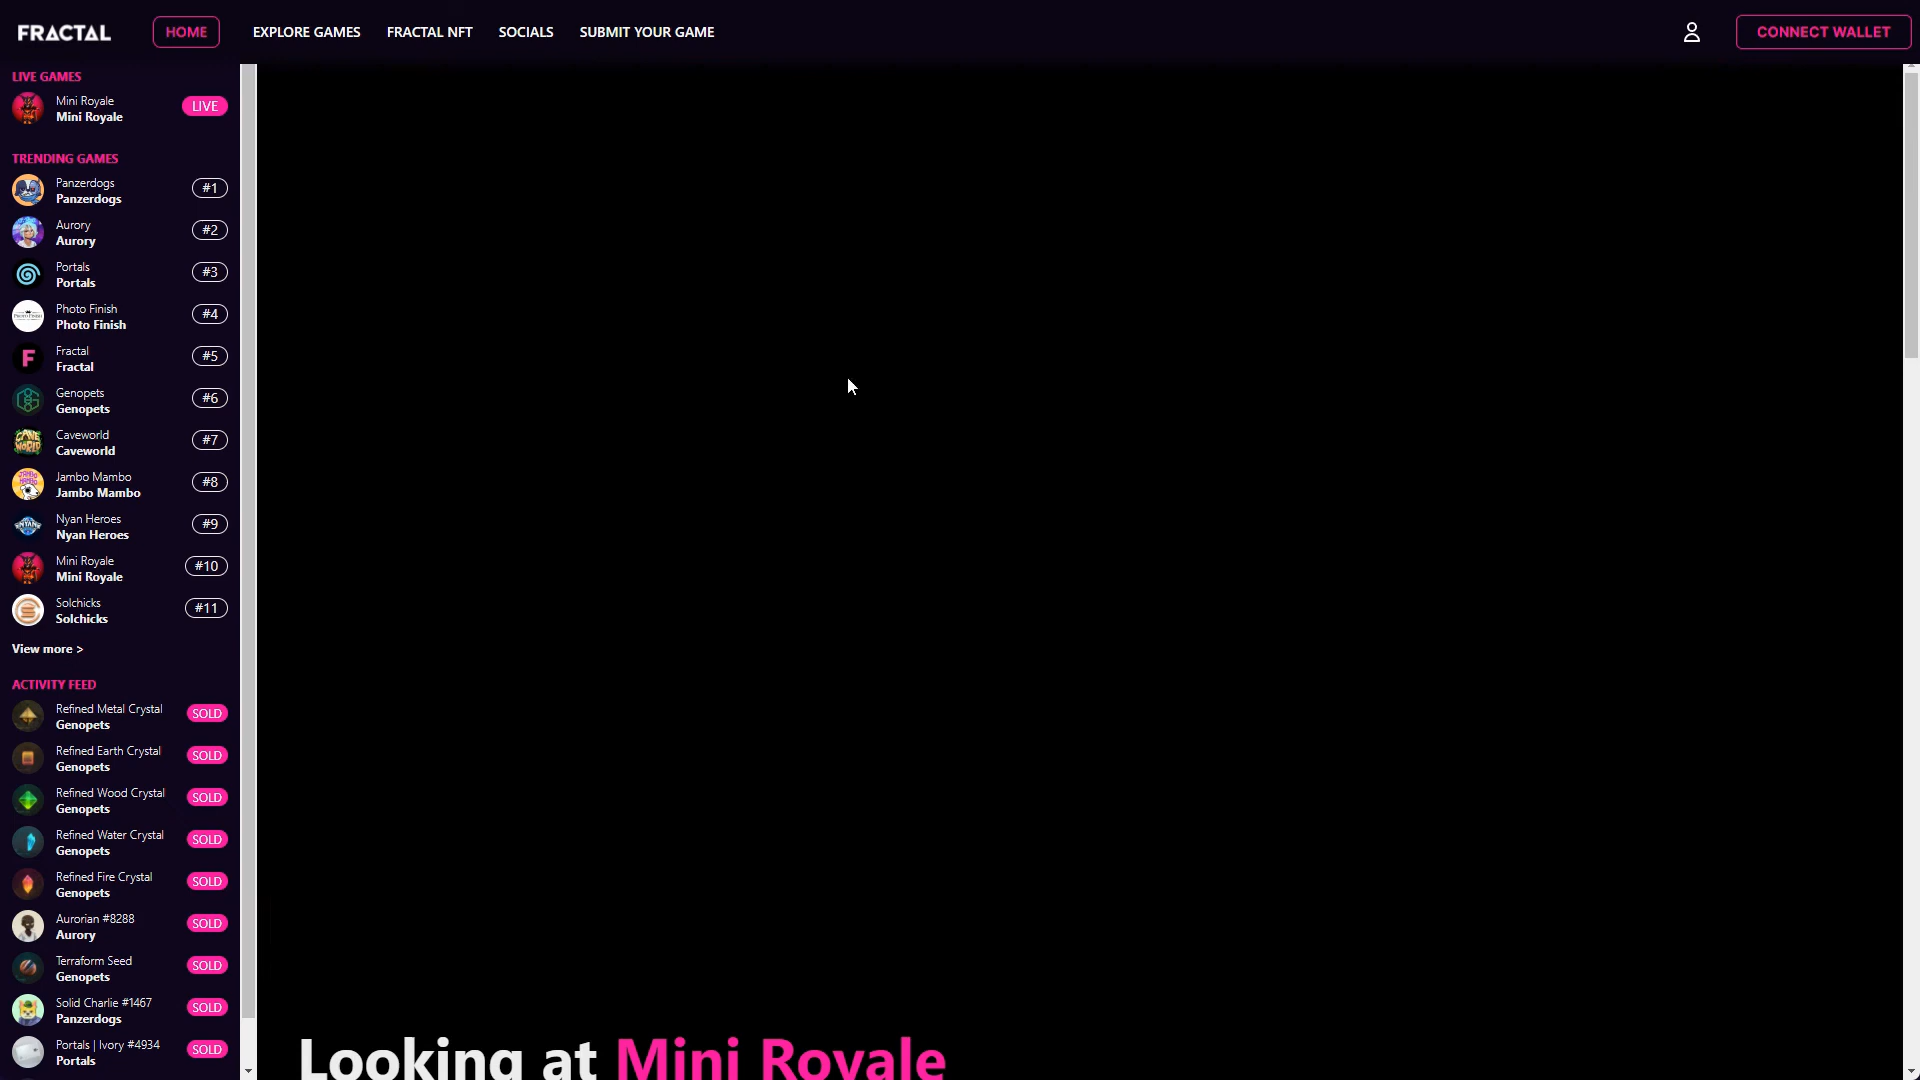 FRACTAL
HOME
EXPLORE GAMES
FRACTAL NFT
SOCIALS
SUBMIT YOUR GAME
CONNECT WALLET
LIVE GAMES
Mini Royale
Mini Royale
LIVE
TRENDING GAMES
Panzerdogs
Panzerdogs
#1
Aurory
Aurory
#2
Portals
Portals
#3
Photo Finish
Photo Finish
#4
Fractal
Fractal
#5
Genopets
Genopets
#6
Caveworld
Caveworld
#7
Jambo Mambo
Jambo Mambo
#8
Nyan Heroes
Nyan Heroes
#9
Mini Royale
Mini Royale
#10
Solchicks
Solchicks
#11
View more >
ACTIVITY FEED
Refined Metal Crystal
Genopets
SOLD
Refined Earth Crystal
Genopets
SOLD
Refined Wood Crystal
Genopets
SOLD
Refined Water Crystal
Genopets
SOLD
Refined Fire Crystal
Genopets
SOLD
Aurorian #8288
Aurory
SOLD
Terraform Seed
Genopets
SOLD
Solid Charlie #1467
Panzerdogs
SOLD
Portals | Ivory #4934
Portals
SOLD
Looking at Mini Royale